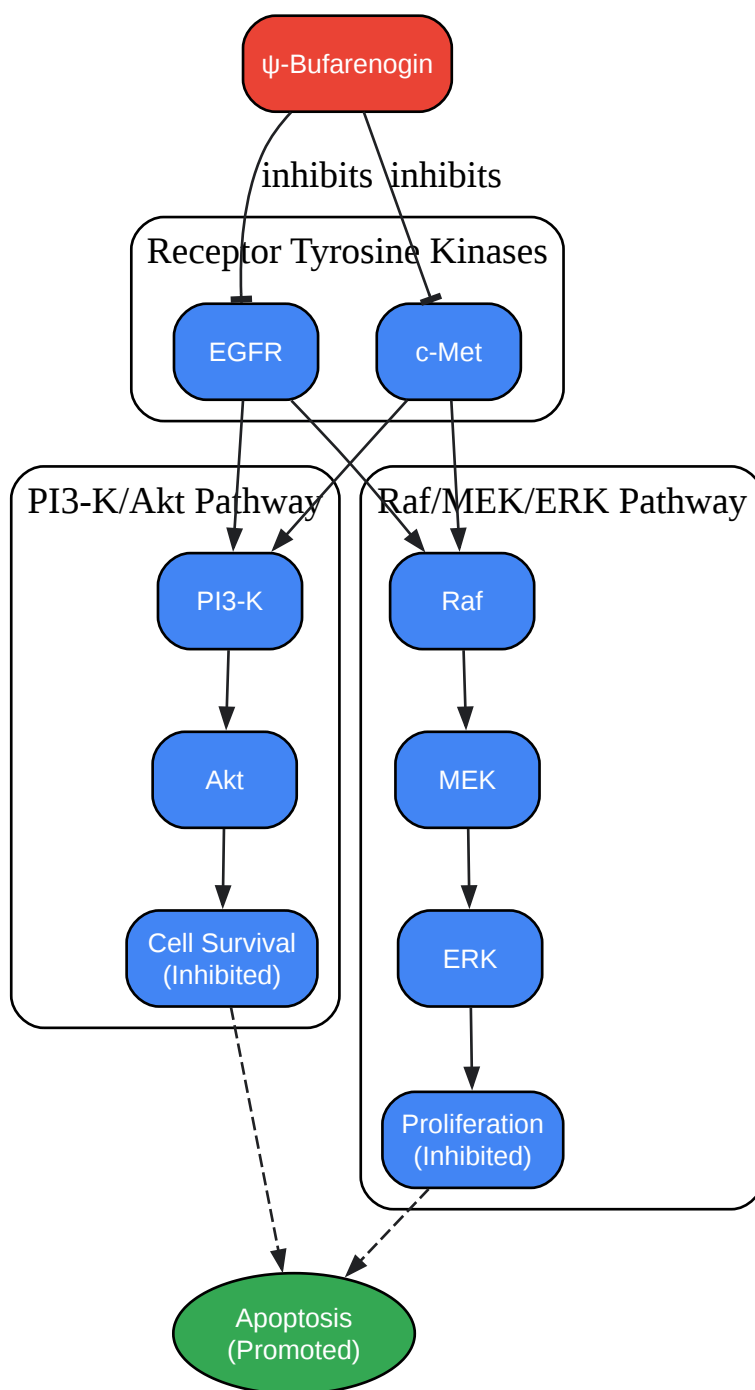 ψ-Bufarenogin
inhibits inhibits
Receptor Tyrosine Kinases
EGFR
c-Met
PI3-K/Akt Pathway
Raf/MEK/ERK Pathway
PI3-K
Raf
Akt
MEK
Cell Survival
(Inhibited)
ERK
Proliferation
(Inhibited)
Apoptosis
(Promoted)